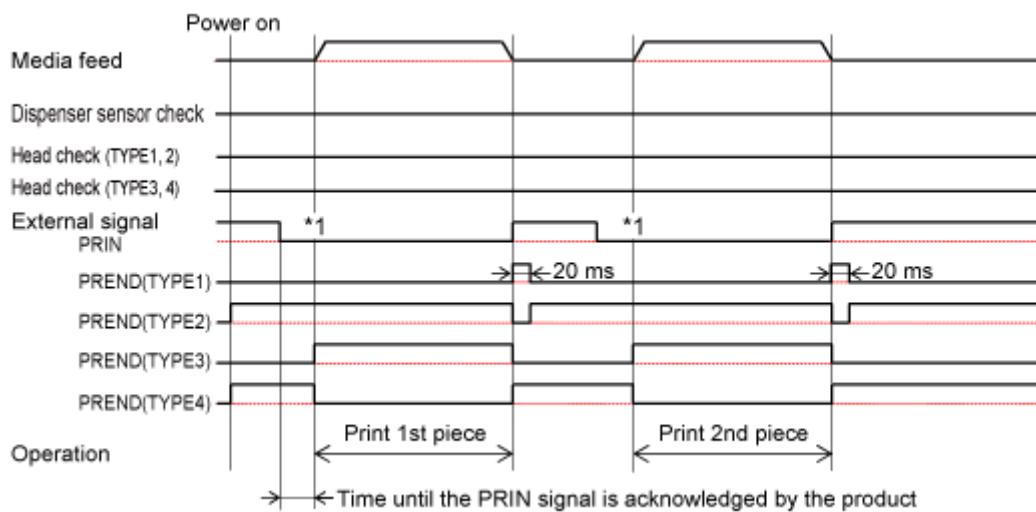 Power on
Media feed
Dispenser sensor check
Head check (TYPE1, 2)
Head check (TYPE3, 4)
External signal
*1 *1
PRIN
PREND(TYPE1) 20 ms 20 ms
PREND(TYPE2)
PREND(TYPE3)
PREND(TYPE4)
Print 1st piece Print 2nd piece
Operation
Time until the PRIN signal is acknowledged by the product